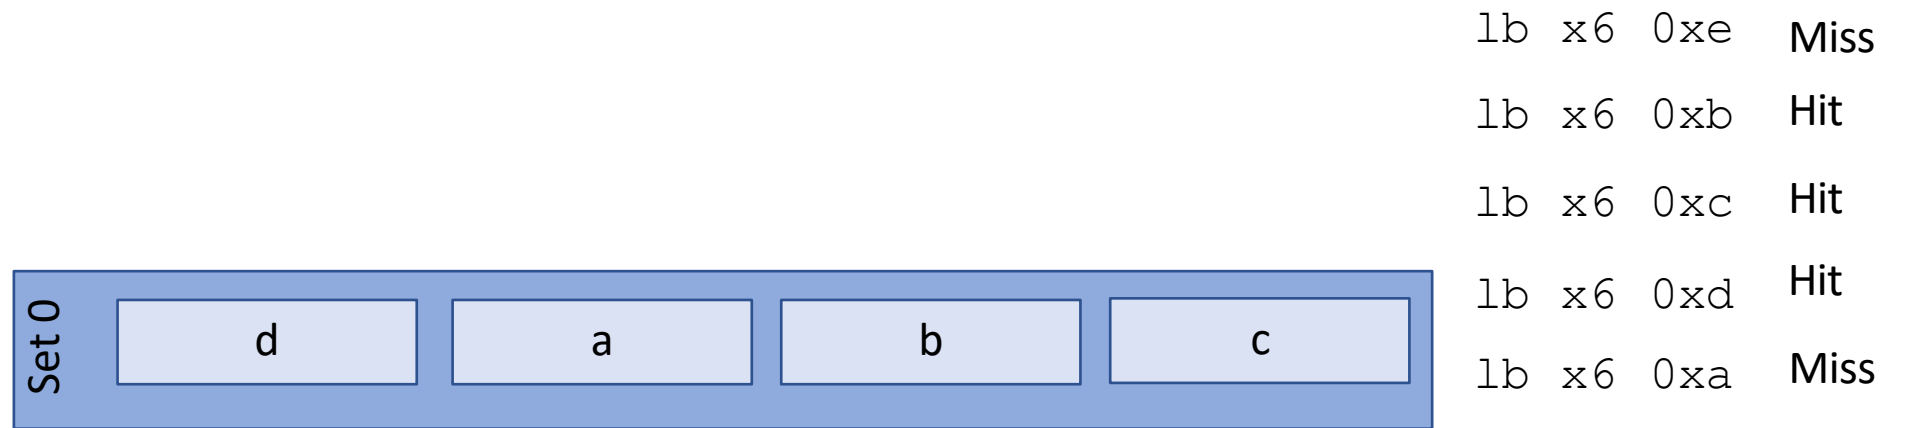 lb x6 0xe Miss
lb x6 0xb Hit
lb x6 0xc Hit
lb x6 0xd Hit
lb x6 0xa Miss
Set 0
d a b c